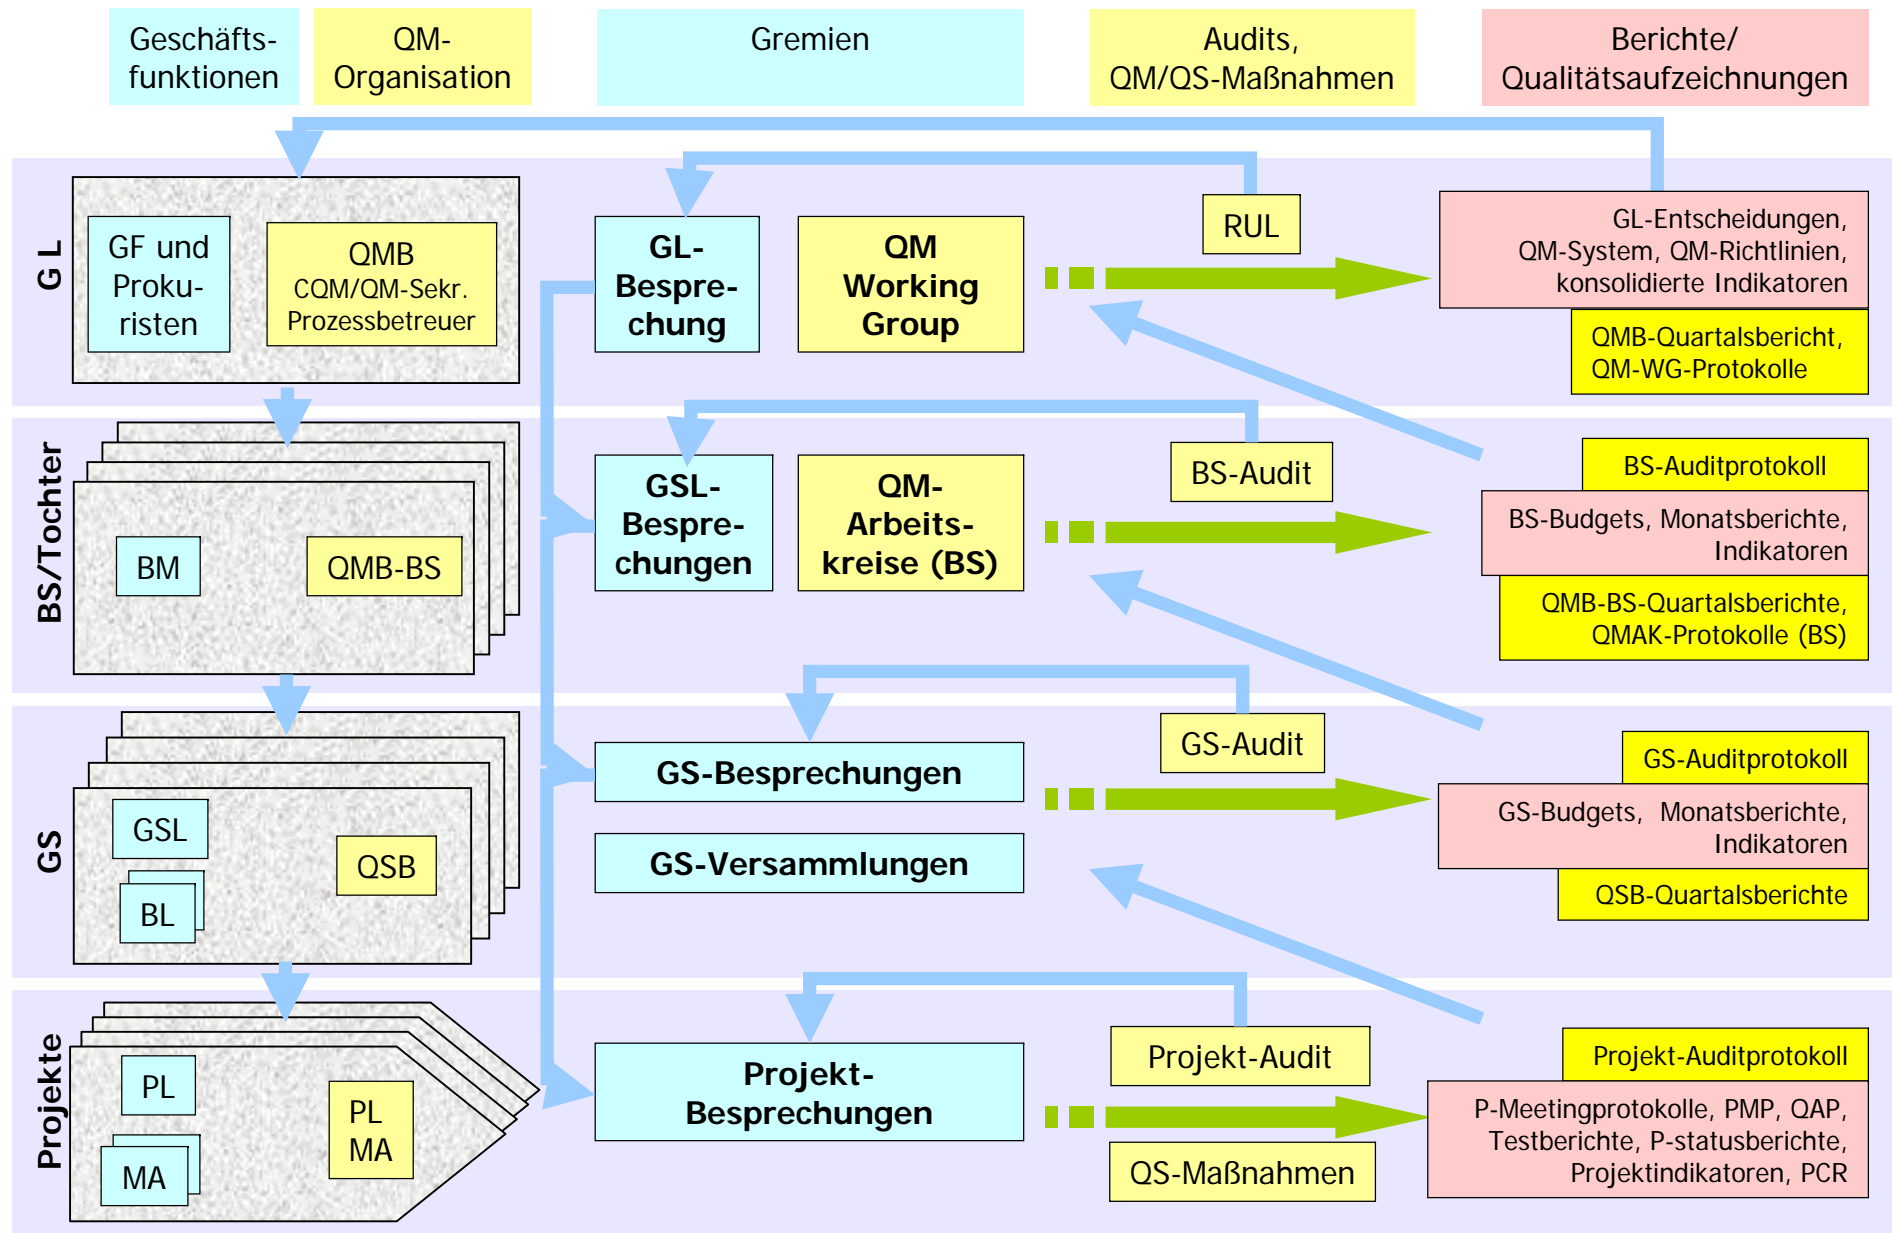 Geschäfts-
funktionen
QM-
Organisation
Gremien
Audits,
QM/QS-Maßnahmen
Berichte/
Qualitätsaufzeichnungen
G L
GF und
Proku-
risten
QMB
CQM/QM-Sekr.
Prozessbetreuer
GL-
Bespre-
chung
QM
Working
Group
RUL
GL-Entscheidungen,
QM-System, QM-Richtlinien,
konsolidierte Indikatoren
QMB-Quartalsbericht,
QM-WG-Protokolle
BS/Tochter
BM
QMB-BS
GSL-
Bespre-
chungen
QM-
Arbeits-
kreise (BS)
BS-Audit
BS-Auditprotokoll
BS-Budgets, Monatsberichte,
Indikatoren
QMB-BS-Quartalsberichte,
QMAK-Protokolle (BS)
GS
GSL
BL
QSB
GS-Besprechungen
GS-Versammlungen
GS-Audit
GS-Auditprotokoll
GS-Budgets, Monatsberichte,
Indikatoren
QSB-Quartalsberichte
Projekte
PL
MA
PL
MA
Projekt-
Besprechungen
Projekt-Audit
QS-Maßnahmen
Projekt-Auditprotokoll
P-Meetingprotokolle, PMP, QAP,
Testberichte, P-statusberichte,
Projektindikatoren, PCR